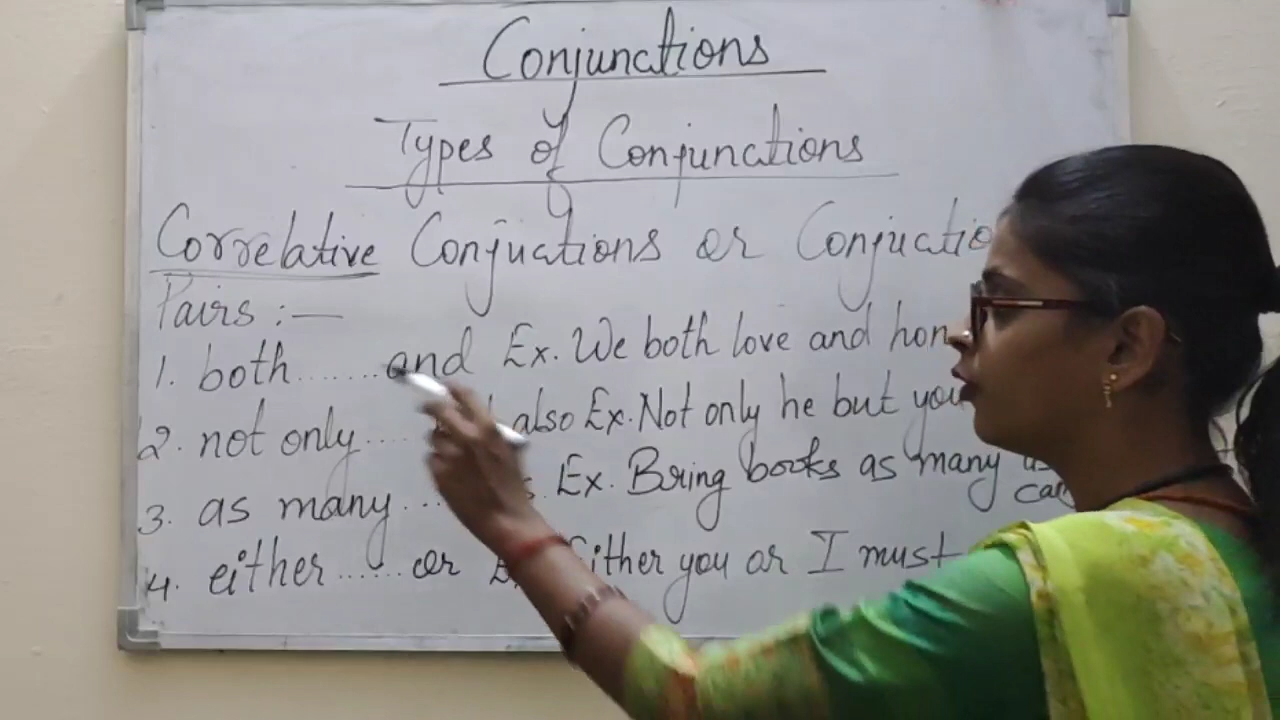 Conjunctions
Types of Conjunctions
Correlative Conjuctions or
Pairs :—
1. both.......and Ex. We both love and
2. not only.... also Ex. Not only he but you
3. as many... Ex. Bring books as many
4. either...... or either you or I must